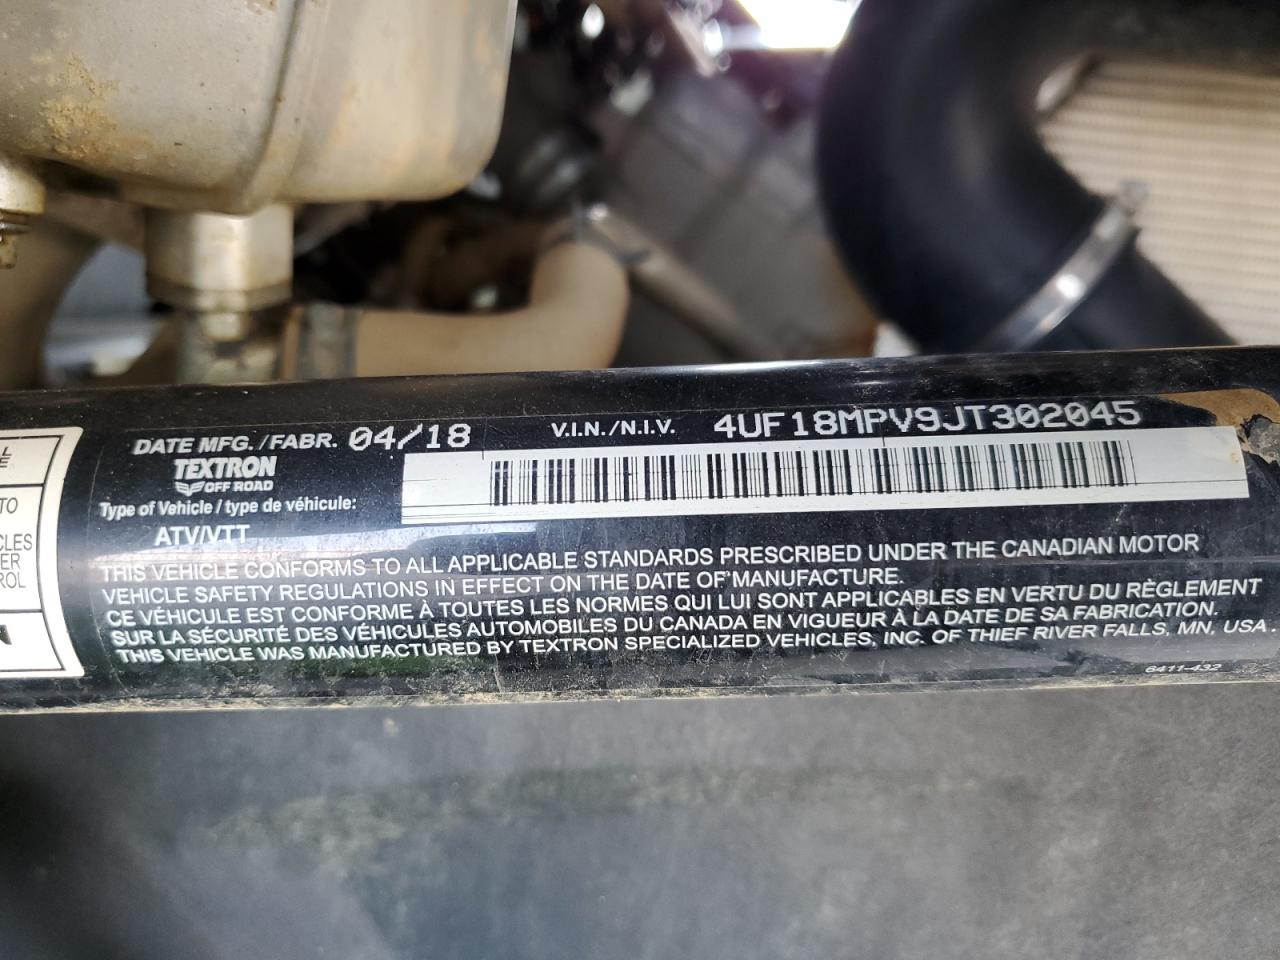 DATE MFG./FABR. 04/18 V.I.N./N.I.V. 4UF18MPV9JT302045
TEXTRON
OFF ROAD
Type of Vehicle / type de véhicule:
ATV/VTT
THIS VEHICLE CONFORMS TO ALL APPLICABLE STANDARDS PRESCRIBED UNDER THE CANADIAN MOTOR
VEHICLE SAFETY REGULATIONS IN EFFECT ON THE DATE OF MANUFACTURE.
CE VÉHICULE EST CONFORME À TOUTES LES NORMES QUI LUI SONT APPLICABLES EN VERTU DU RÈGLEMENT
SUR LA SÉCURITÉ DES VÉHICULES AUTOMOBILES DU CANADA EN VIGUEUR À LA DATE DE SA FABRICATION.
THIS VEHICLE WAS MANUFACTURED BY TEXTRON SPECIALIZED VEHICLES, INC. OF THIEF RIVER FALLS, MN, USA.
6411-432
TO